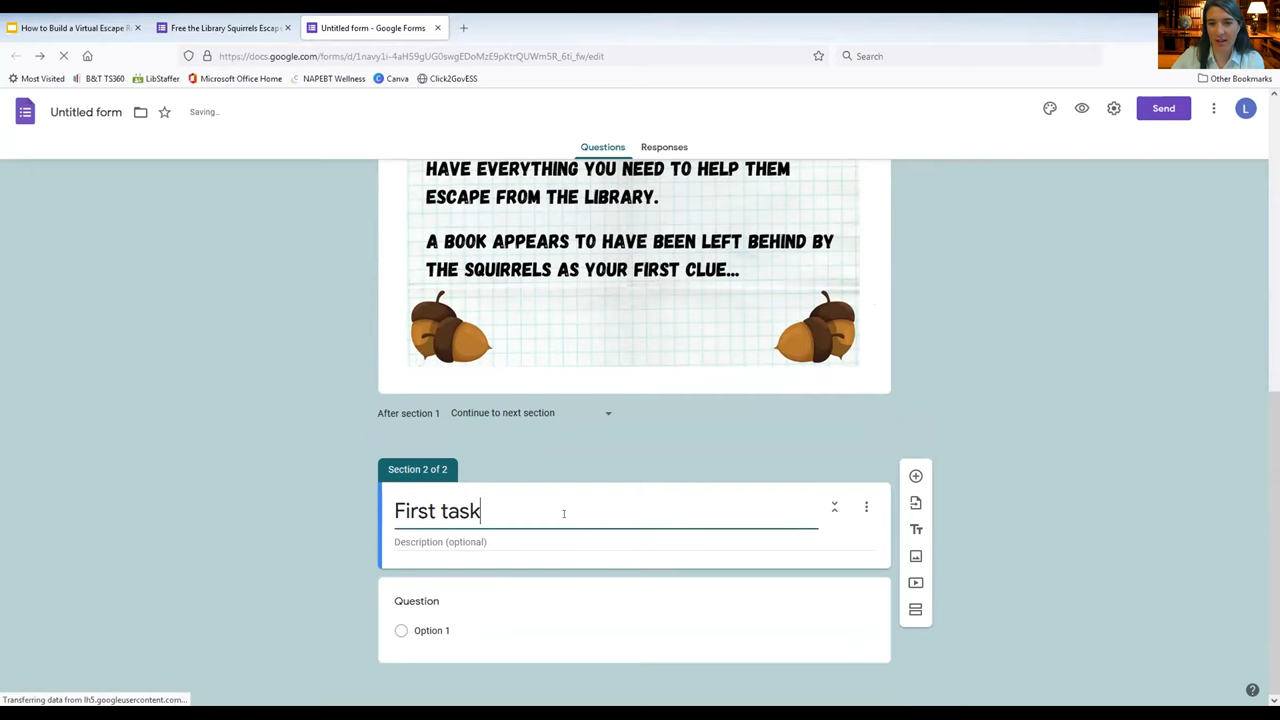 How to Build a Virtual Escape R
Free the Library Squirrels Escap
Untitled form - Google Forms
https://docs.google.com/forms/d/1navy1i-4aH59gUG0swgEDoMzE9pKtrQUWm5R_6ti_fw/edit
Search
Most Visited
B&T TS360
LibStaffer
Microsoft Office Home
NAPEBT Wellness
Canva
Click2GovESS
Other Bookmarks
Untitled form
Saving...
Send
L
Questions
Responses
HAVE EVERYTHING YOU NEED TO HELP THEM
ESCAPE FROM THE LIBRARY.
A BOOK APPEARS TO HAVE BEEN LEFT BEHIND BY
THE SQUIRRELS AS YOUR FIRST CLUE...
After section 1
Continue to next section
Section 2 of 2
First task
Description (optional)
Tt
Question
Option 1
Transferring data from lh5.googleusercontent.com...